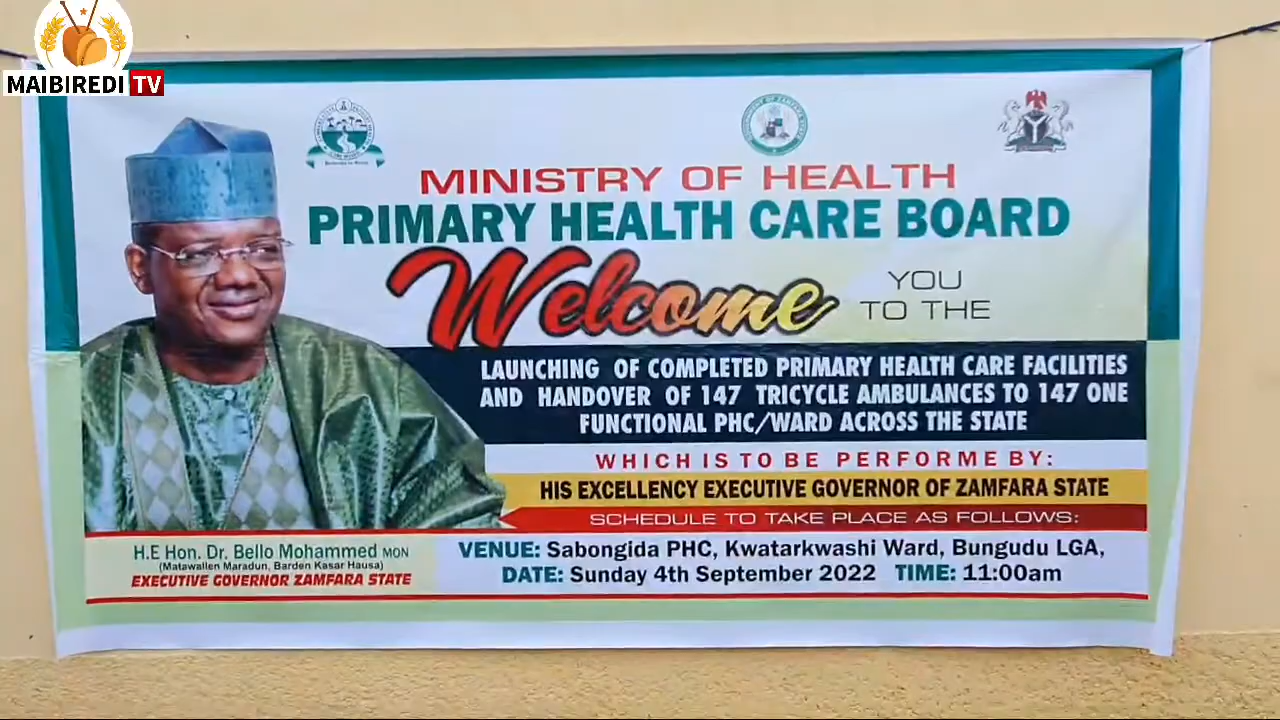 MAIBIREDI TV
MINISTRY OF HEALTH
PRIMARY HEALTH CARE BOARD
Welcome
YOU
TO THE
LAUNCHING OF COMPLETED PRIMARY HEALTH CARE FACILITIES
AND HANDOVER OF 147 TRICYCLE AMBULANCES TO 147 ONE
FUNCTIONAL PHC/WARD ACROSS THE STATE
WHICH IS TO BE PERFORME BY:
HIS EXCELLENCY EXECUTIVE GOVERNOR OF ZAMFARA STATE
SCHEDULE TO TAKE PLACE AS FOLLOWS:
H.E Hon. Dr. Bello Mohammed MON
(Matawallen Maradun, Barden Kasar Hausa)
EXECUTIVE GOVERNOR ZAMFARA STATE
VENUE: Sabongida PHC, Kwatarkwashi Ward, Bungudu LGA,
DATE: Sunday 4th September 2022 TIME: 11:00am